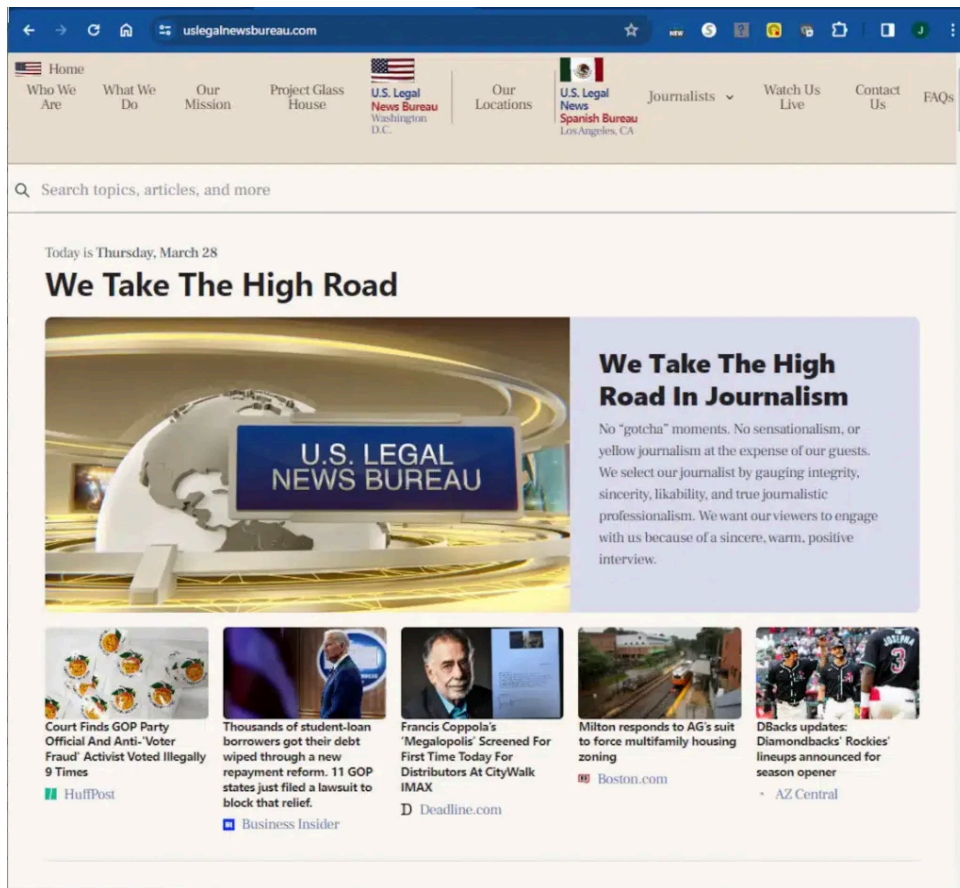 uslegalnewsbureau.com
NEW
S
J
Home
Who We
Are
What We
Do
Our
Mission
Project Glass
House
U.S. Legal
News Bureau
Washington
D.C.
Our
Locations
U.S. Legal
News
Spanish Bureau
Los Angeles, CA
Journalists
Watch Us
Live
Contact
Us
FAQs
Search topics, articles, and more
Today is Thursday, March 28
We Take The High Road
U.S. LEGAL
NEWS BUREAU
We Take The High
Road In Journalism
No “gotcha” moments. No sensationalism, or
yellow journalism at the expense of our guests.
We select our journalist by gauging integrity,
sincerity, likability, and true journalistic
professionalism. We want our viewers to engage
with us because of a sincere, warm, positive
interview.
Court Finds GOP Party
Official And Anti-‘Voter
Fraud’ Activist Voted Illegally
9 Times
HuffPost
Thousands of student-loan
borrowers got their debt
wiped through a new
repayment reform. 11 GOP
states just filed a lawsuit to
block that relief.
BI
Business Insider
Francis Coppola’s
‘Megalopolis’ Screened For
First Time Today For
Distributors At CityWalk
IMAX
D Deadline.com
Milton responds to AG’s suit
to force multifamily housing
zoning
Boston.com
3
DBacks updates:
Diamondbacks’ Rockies’
lineups announced for
season opener
AZ Central